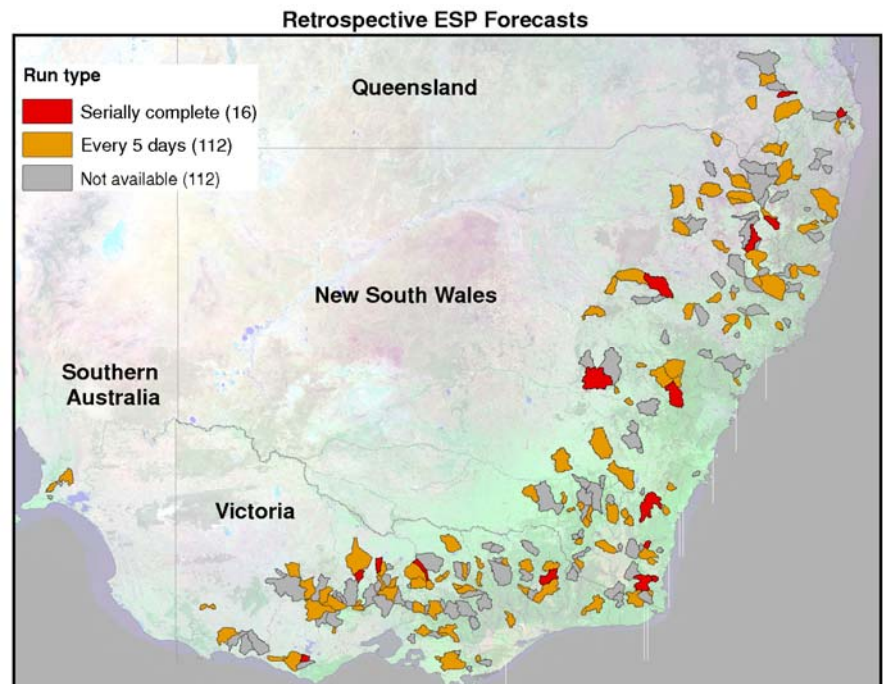 Retrospective ESP Forecasts
Run type
Serially complete (16)
Every 5 days (112)
Not available (112)
Queensland
New South Wales
Southern
Australia
Victoria